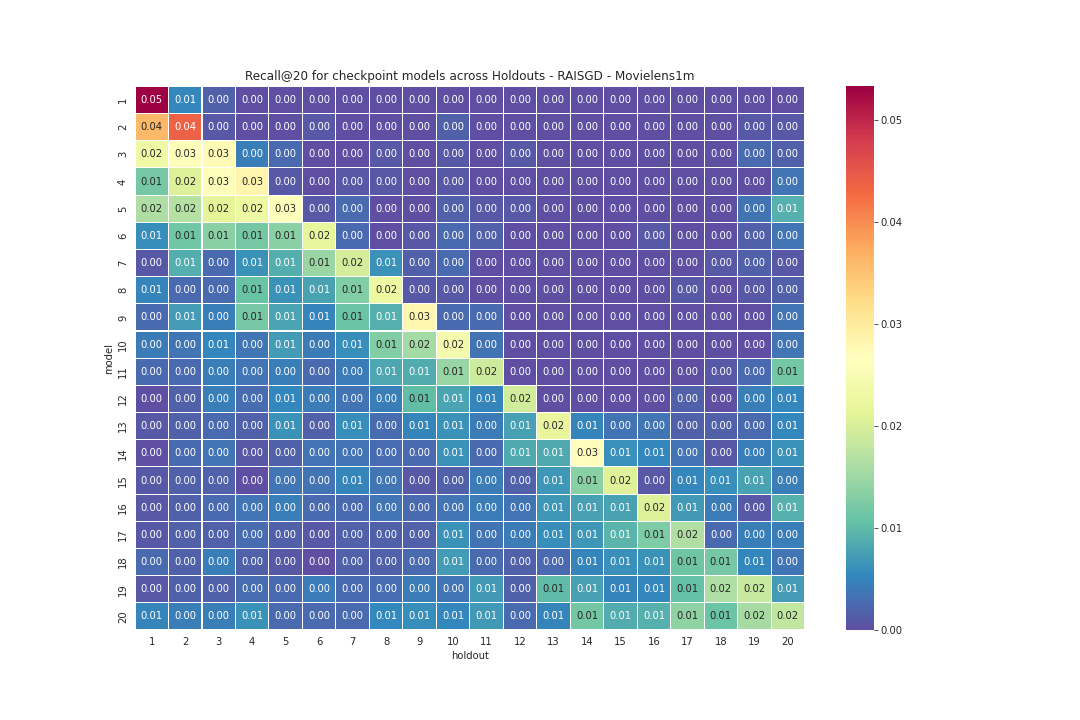 Recall@20 for checkpoint models across Holdouts - RAISGD - Movielens1m
1 0.05 0.01 0.00 0.00 0.00 0.00 0.00 0.00 0.00 0.00 0.00 0.00 0.00 0.00 0.00 0.00 0.00 0.00 0.00 0.00
2 0.04 0.04 0.00 0.00 0.00 0.00 0.00 0.00 0.00 0.00 0.00 0.00 0.00 0.00 0.00 0.00 0.00 0.00 0.00 0.00
3 0.02 0.03 0.03 0.00 0.00 0.00 0.00 0.00 0.00 0.00 0.00 0.00 0.00 0.00 0.00 0.00 0.00 0.00 0.00 0.00
4 0.01 0.02 0.03 0.03 0.00 0.00 0.00 0.00 0.00 0.00 0.00 0.00 0.00 0.00 0.00 0.00 0.00 0.00 0.00 0.00
5 0.02 0.02 0.02 0.02 0.03 0.00 0.00 0.00 0.00 0.00 0.00 0.00 0.00 0.00 0.00 0.00 0.00 0.00 0.00 0.01
6 0.01 0.01 0.01 0.01 0.01 0.02 0.00 0.00 0.00 0.00 0.00 0.00 0.00 0.00 0.00 0.00 0.00 0.00 0.00 0.00
7 0.00 0.01 0.00 0.01 0.01 0.01 0.02 0.01 0.00 0.00 0.00 0.00 0.00 0.00 0.00 0.00 0.00 0.00 0.00 0.00
8 0.01 0.00 0.00 0.01 0.01 0.01 0.01 0.02 0.00 0.00 0.00 0.00 0.00 0.00 0.00 0.00 0.00 0.00 0.00 0.00
9 0.00 0.01 0.00 0.01 0.01 0.01 0.01 0.01 0.03 0.00 0.00 0.00 0.00 0.00 0.00 0.00 0.00 0.00 0.00 0.00
10 0.00 0.00 0.01 0.00 0.01 0.00 0.01 0.01 0.02 0.02 0.00 0.00 0.00 0.00 0.00 0.00 0.00 0.00 0.00 0.00
11 0.00 0.00 0.00 0.00 0.00 0.00 0.00 0.01 0.01 0.01 0.02 0.00 0.00 0.00 0.00 0.00 0.00 0.00 0.00 0.01
12 0.00 0.00 0.00 0.00 0.01 0.00 0.00 0.00 0.01 0.01 0.01 0.02 0.00 0.00 0.00 0.00 0.00 0.00 0.00 0.01
13 0.00 0.00 0.00 0.00 0.01 0.00 0.01 0.00 0.01 0.01 0.00 0.01 0.02 0.01 0.00 0.00 0.00 0.00 0.00 0.01
14 0.00 0.00 0.00 0.00 0.00 0.00 0.00 0.00 0.00 0.01 0.00 0.01 0.01 0.03 0.01 0.01 0.00 0.00 0.00 0.01
15 0.00 0.00 0.00 0.00 0.00 0.00 0.01 0.00 0.00 0.00 0.00 0.00 0.01 0.01 0.02 0.00 0.01 0.01 0.01 0.00
16 0.00 0.00 0.00 0.00 0.00 0.00 0.00 0.00 0.00 0.00 0.00 0.00 0.01 0.01 0.01 0.02 0.01 0.00 0.00 0.01
17 0.00 0.00 0.00 0.00 0.00 0.00 0.00 0.00 0.00 0.01 0.00 0.01 0.00 0.01 0.01 0.01 0.02 0.00 0.00 0.00
18 0.00 0.00 0.00 0.00 0.00 0.00 0.00 0.00 0.00 0.01 0.00 0.00 0.00 0.01 0.01 0.01 0.01 0.01 0.01 0.00
19 0.00 0.00 0.00 0.00 0.00 0.00 0.00 0.00 0.00 0.00 0.01 0.00 0.01 0.01 0.01 0.01 0.01 0.02 0.02 0.01
20 0.01 0.00 0.00 0.01 0.00 0.00 0.00 0.01 0.01 0.01 0.01 0.00 0.01 0.01 0.01 0.01 0.01 0.01 0.02 0.02
1 2 3 4 5 6 7 8 9 10 11 12 13 14 15 16 17 18 19 20
holdout
model
0.05
0.04
0.03
0.02
0.01
0.00